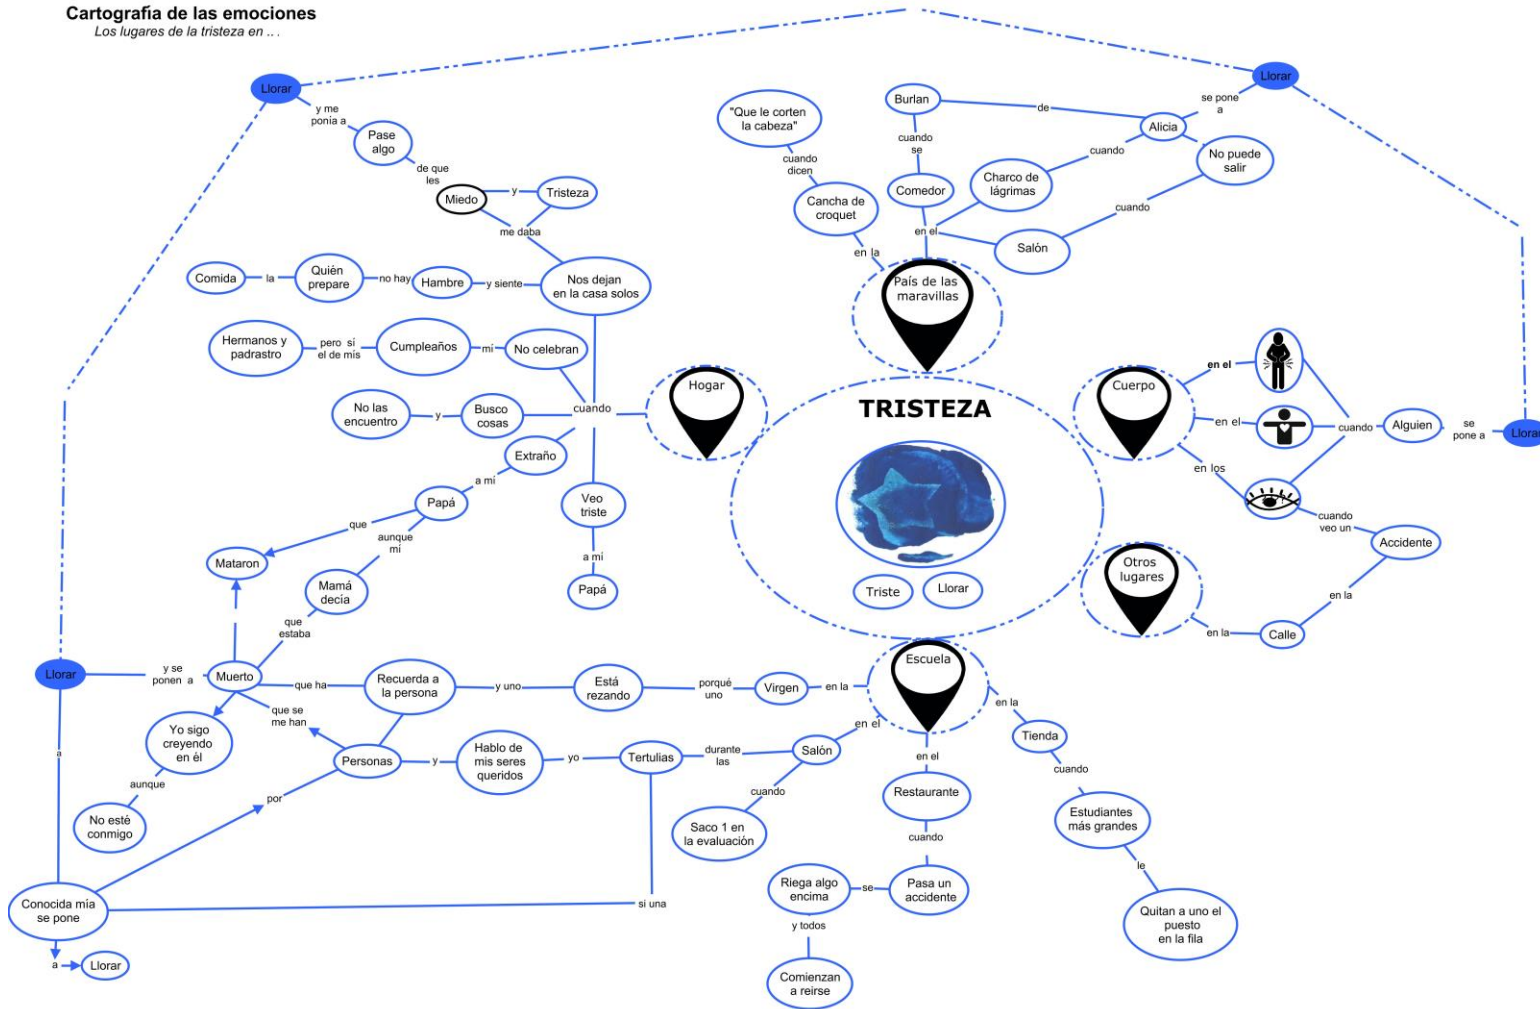 Cartografía de las emociones
Los lugares de la tristeza en .. .
Llorar
y me
ponía a
Pase
algo
de que
les
Miedo
y
Tristeza
me daba
Nos dejan
en la casa solos
y siente
Hambre
no hay
Quién
prepare
la
Comida
No celebran
mí
Cumpleaños
pero sí
el de mis
Hermanos y
padrastro
cuando
Hogar
Busco
cosas
y
No las
encuentro
Extraño
a mí
Papá
que
Mataron
aunque
mí
Mamá
decía
que
estaba
Veo
triste
a mí
Papá
"Que le corten
la cabeza"
cuando
dicen
Cancha de
croquet
en la
Burlan
de
Alicia
se pone
a
Llorar
cuando
se
Comedor
en el
Charco de
lágrimas
cuando
No puede
salir
cuando
Salón
País de las
maravillas
TRISTEZA
Triste
Llorar
Cuerpo
en el
en el
en los
cuando
Alguien
se
pone a
Llorar
cuando
veo un
Accidente
en la
Calle
en la
Otros
lugares
Escuela
en la
Virgen
porqué
uno
Está
rezando
y uno
Recuerda a
la persona
que ha
Muerto
y se
ponen a
Llorar
que se
me han
Personas
y
Hablo de
mis seres
queridos
yo
Tertulias
durante
las
Salón
en el
cuando
Saco 1 en
la evaluación
Yo sigo
creyendo
en él
aunque
No esté
conmigo
por
a
Conocida mía
se pone
si una
a
Llorar
en el
Restaurante
cuando
Pasa un
accidente
se
Riega algo
encima
y todos
Comienzan
a reirse
en la
Tienda
cuando
Estudiantes
más grandes
le
Quitan a uno el
puesto
en la fila